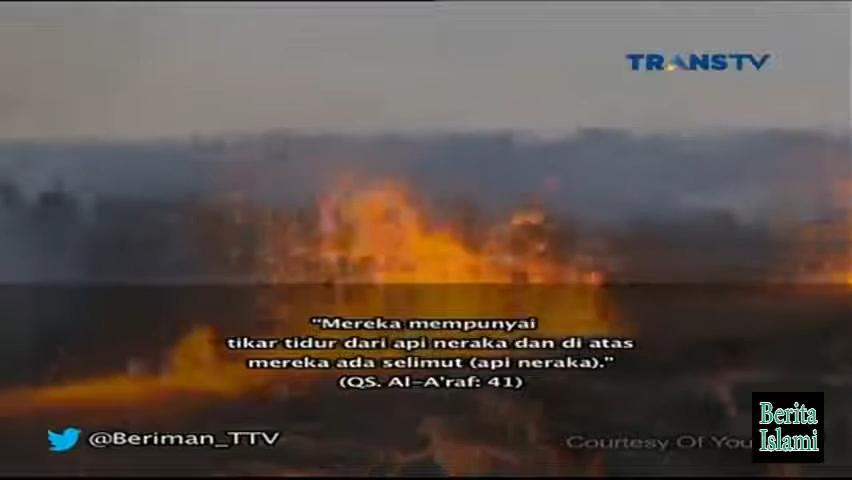 TRANSTV
"Mereka mempunyai
tikar tidur dari api neraka dan di atas
mereka ada selimut (api neraka)."
(QS. Al-A'raf: 41)
@Beriman_TTV
Courtesy Of
Berita
Islami